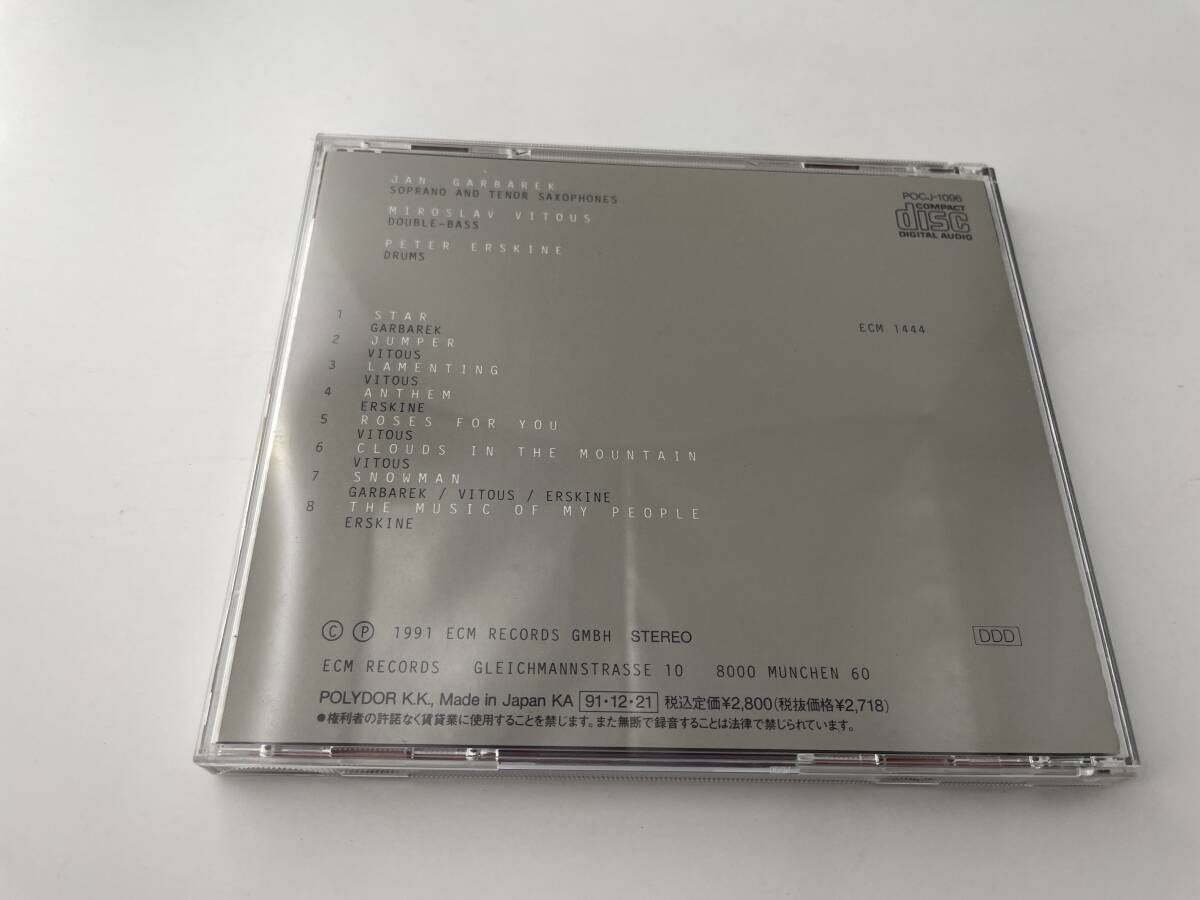 JAN GARBAREK
SOPRANO AND TENOR SAXOPHONES
MIROSLAV VITOUS
DOUBLE-BASS
PETER ERSKINE
DRUMS
POCJ-1096
COMPACT
disc
DIGITAL AUDIO
1 STAR
GARBAREK
ECM 1444
2 JUMPER
VITOUS
3 LAMENTING
VITOUS
4 ANTHEM
ERSKINE
5 ROSES FOR YOU
VITOUS
6 CLOUDS IN THE MOUNTAIN
VITOUS
7 SNOWMAN
GARBAREK / VITOUS / ERSKINE
8 THE MUSIC OF MY PEOPLE
ERSKINE
Ⓒ Ⓟ 1991 ECM RECORDS GMBH STEREO
DDD
ECM RECORDS GLEICHMANNSTRASSE 10 8000 MUNCHEN 60
POLYDOR K.K., Made in Japan KA 91・12・21 税込定価¥2,800(税抜価格¥2,718)
●権利者の許諾なく賃貸業に使用することを禁じます。また無断で録音することは法律で禁じられています。